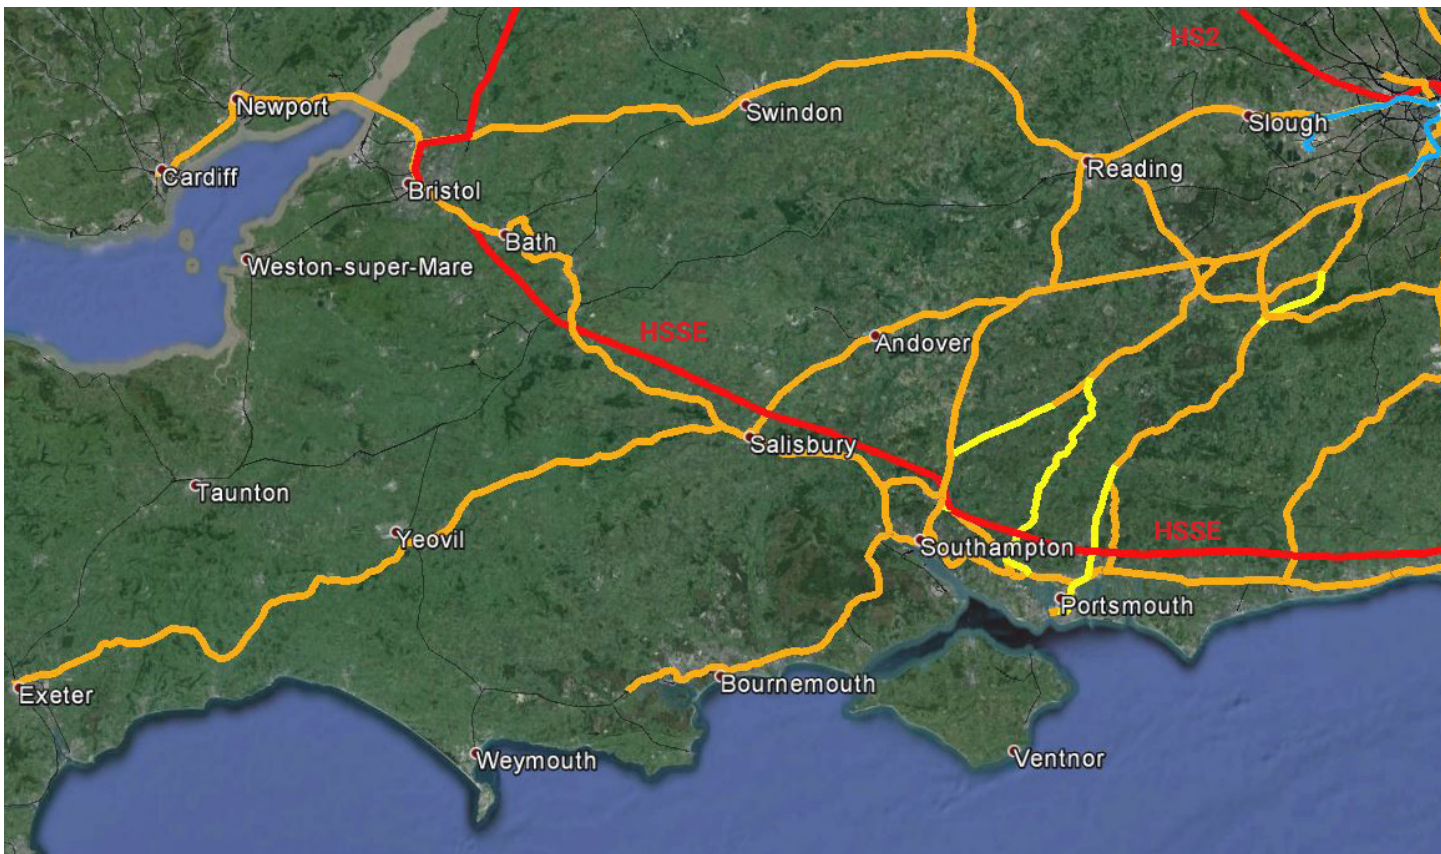 HS2
Newport
Swindon
Slough
Cardiff
Reading
Bristol
Bath
Weston-super-Mare
HSSE
Andover
Salisbury
Taunton
Yeovil
Southampton
HSSE
Portsmouth
Exeter
Bournemouth
Weymouth
Ventnor